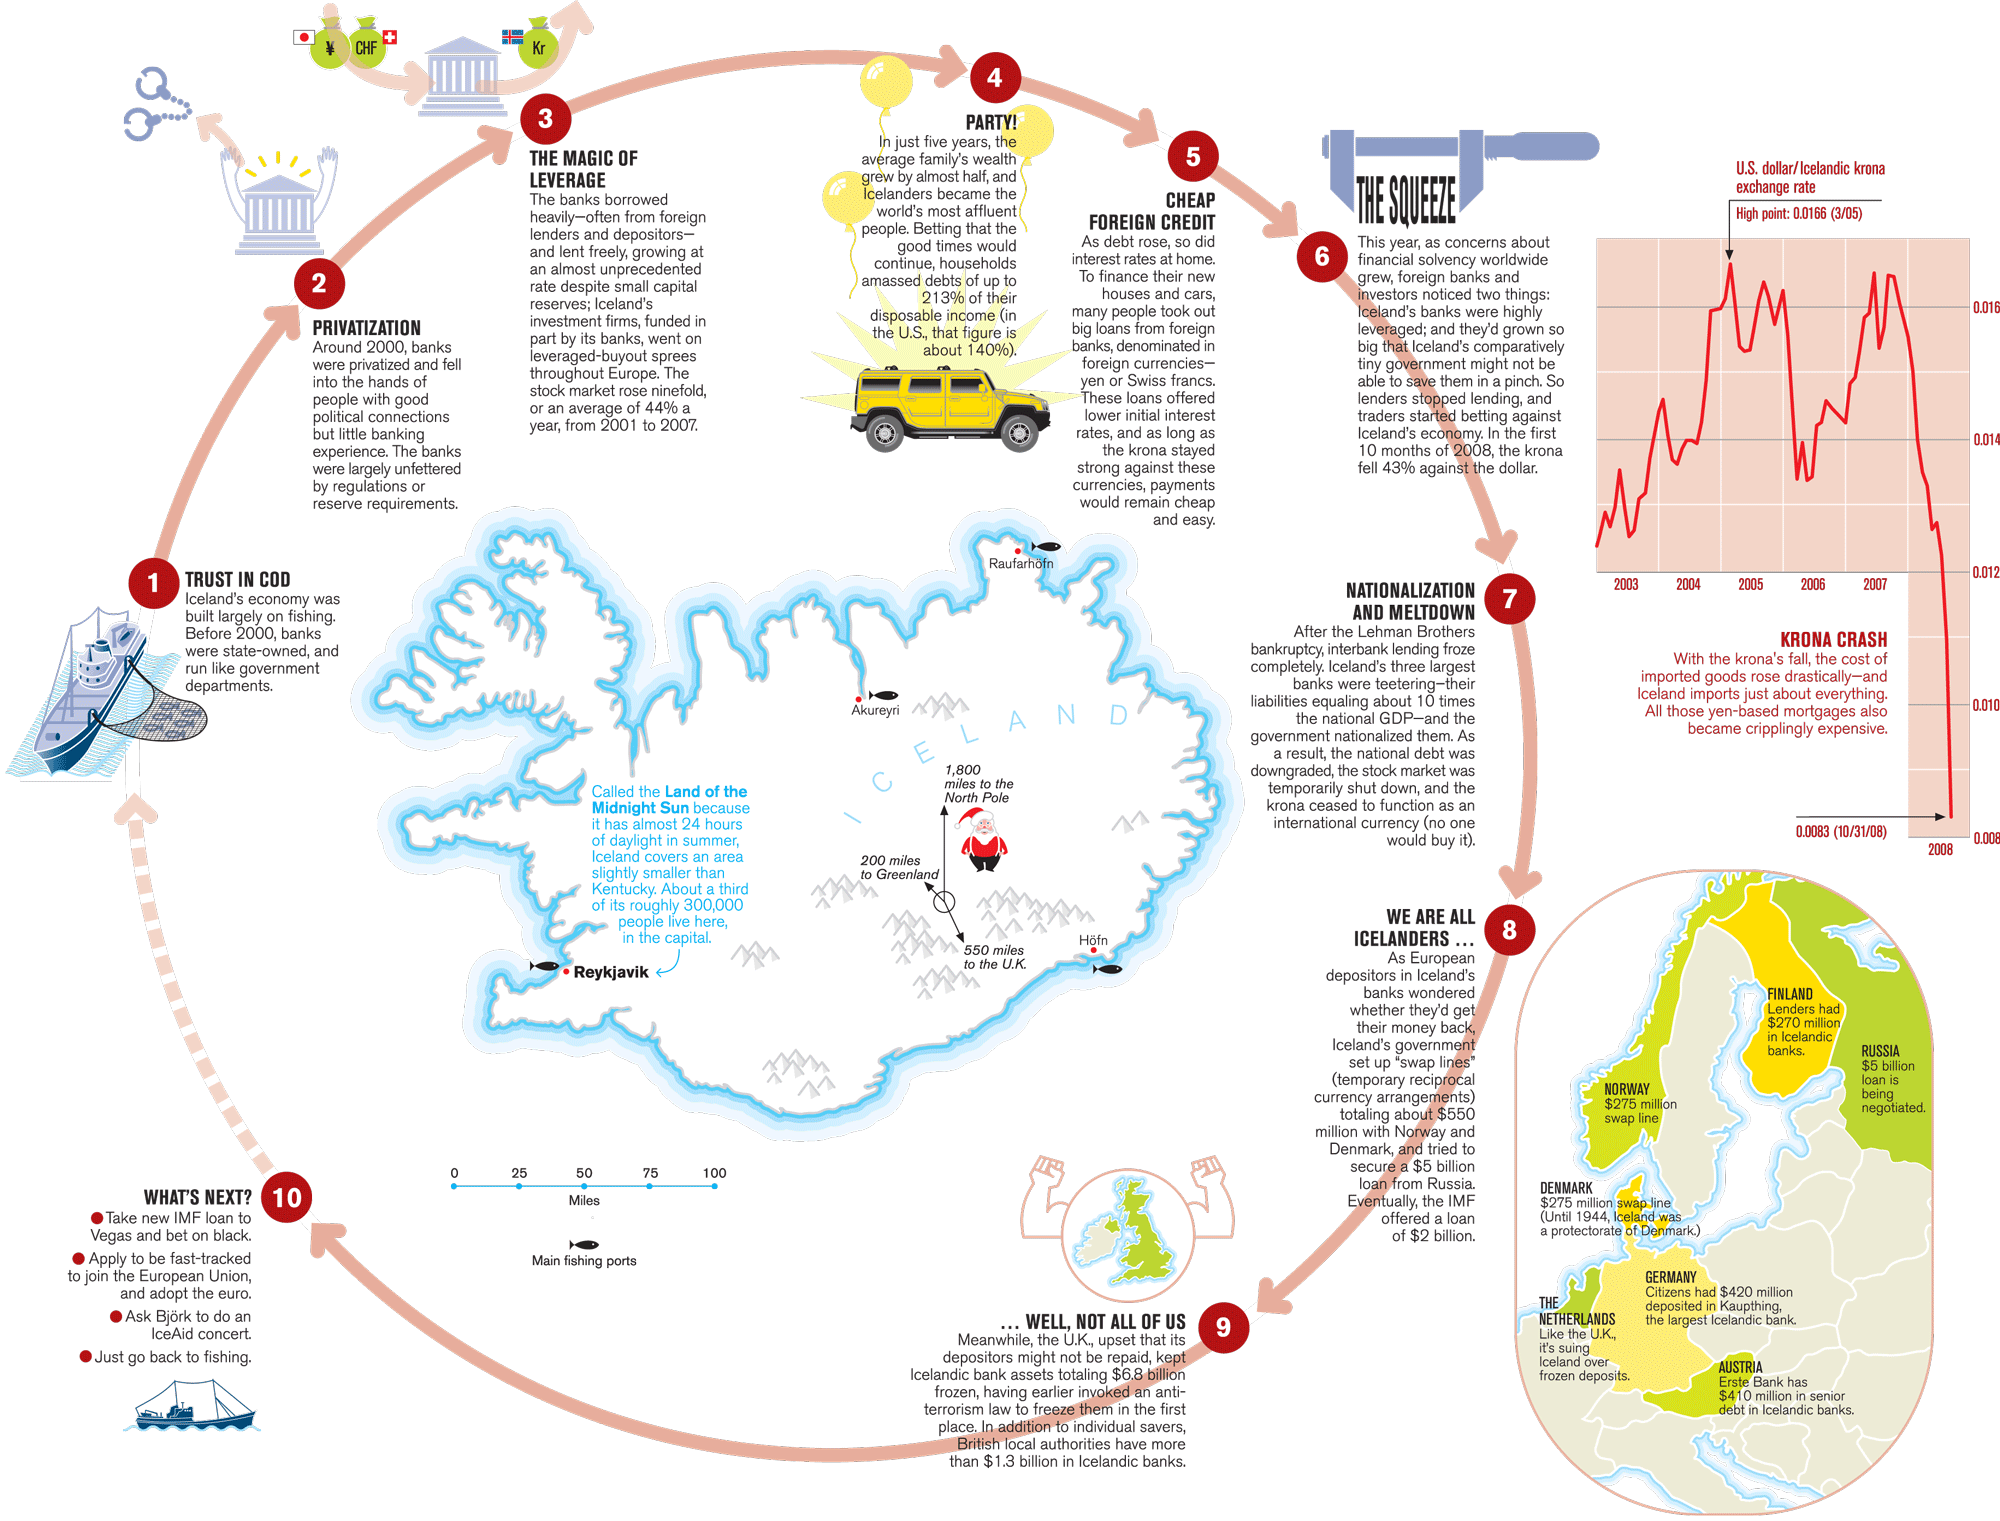 ¥
CHF
Kr
1
TRUST IN COD
Iceland's economy was
built largely on fishing.
Before 2000, banks
were state-owned, and
run like government
departments.
2
PRIVATIZATION
Around 2000, banks
were privatized and fell
into the hands of
people with good
political connections
but little banking
experience. The banks
were largely unfettered
by regulations or
reserve requirements.
3
THE MAGIC OF
LEVERAGE
The banks borrowed
heavily—often from foreign
lenders and depositors—
and lent freely, growing at
an almost unprecedented
rate despite small capital
reserves; Iceland's
investment firms, funded in
part by its banks, went on
leveraged-buyout sprees
throughout Europe. The
stock market rose ninefold,
or an average of 44% a
year, from 2001 to 2007.
4
PARTY!
In just five years, the
average family's wealth
grew by almost half, and
Icelanders became the
world's most affluent
people. Betting that the
good times would
continue, households
amassed debts of up to
213% of their
disposable income (in
the U.S., that figure is
about 140%).
5
CHEAP
FOREIGN CREDIT
As debt rose, so did
interest rates at home.
To finance their new
houses and cars,
many people took out
big loans from foreign
banks, denominated in
foreign currencies—
yen or Swiss francs.
These loans offered
lower initial interest
rates, and as long as
the krona stayed
strong against these
currencies, payments
would remain cheap
and easy.
6
THE SQUEEZE
This year, as concerns about
financial solvency worldwide
grew, foreign banks and
investors noticed two things:
Iceland's banks were highly
leveraged; and they'd grown so
big that Iceland's comparatively
tiny government might not be
able to save them in a pinch. So
lenders stopped lending, and
traders started betting against
Iceland's economy. In the first
10 months of 2008, the krona
fell 43% against the dollar.
U.S. dollar/Icelandic krona
exchange rate
High point: 0.0166 (3/05)
0.016
0.014
0.012
0.010
0.008
2003
2004
2005
2006
2007
2008
KRONA CRASH
With the krona's fall, the cost of
imported goods rose drastically—and
Iceland imports just about everything.
All those yen-based mortgages also
became cripplingly expensive.
0.0083 (10/31/08)
7
NATIONALIZATION
AND MELTDOWN
After the Lehman Brothers
bankruptcy, interbank lending froze
completely. Iceland's three largest
banks were teetering—their
liabilities equaling about 10 times
the national GDP—and the
government nationalized them. As
a result, the national debt was
downgraded, the stock market was
temporarily shut down, and the
krona ceased to function as an
international currency (no one
would buy it).
8
WE ARE ALL
ICELANDERS ...
As European
depositors in Iceland's
banks wondered
whether they'd get
their money back,
Iceland's government
set up "swap lines"
(temporary reciprocal
currency arrangements)
totaling about $550
million with Norway and
Denmark, and tried to
secure a $5 billion
loan from Russia.
Eventually, the IMF
offered a loan
of $2 billion.
9
... WELL, NOT ALL OF US
Meanwhile, the U.K., upset that its
depositors might not be repaid, kept
Icelandic bank assets totaling $6.8 billion
frozen, having earlier invoked an anti-
terrorism law to freeze them in the first
place. In addition to individual savers,
British local authorities have more
than $1.3 billion in Icelandic banks.
10
WHAT'S NEXT?
Take new IMF loan to
Vegas and bet on black.
Apply to be fast-tracked
to join the European Union,
and adopt the euro.
Ask Björk to do an
IceAid concert.
Just go back to fishing.
Raufarhöfn
Akureyri
ICELAND
1,800
miles to the
North Pole
200 miles
to Greenland
550 miles
to the U.K.
Höfn
Called the Land of the
Midnight Sun because
it has almost 24 hours
of daylight in summer,
Iceland covers an area
slightly smaller than
Kentucky. About a third
of its roughly 300,000
people live here,
in the capital.
Reykjavik
0 25 50 75 100
Miles
Main fishing ports
FINLAND
Lenders had
$270 million
in Icelandic
banks.
RUSSIA
$5 billion
loan is
being
negotiated.
NORWAY
$275 million
swap line
DENMARK
$275 million swap line
(Until 1944, Iceland was
a protectorate of Denmark.)
GERMANY
Citizens had $420 million
deposited in Kaupthing,
the largest Icelandic bank.
THE
NETHERLANDS
Like the U.K.,
it's suing
Iceland over
frozen deposits.
AUSTRIA
Erste Bank has
$410 million in senior
debt in Icelandic banks.